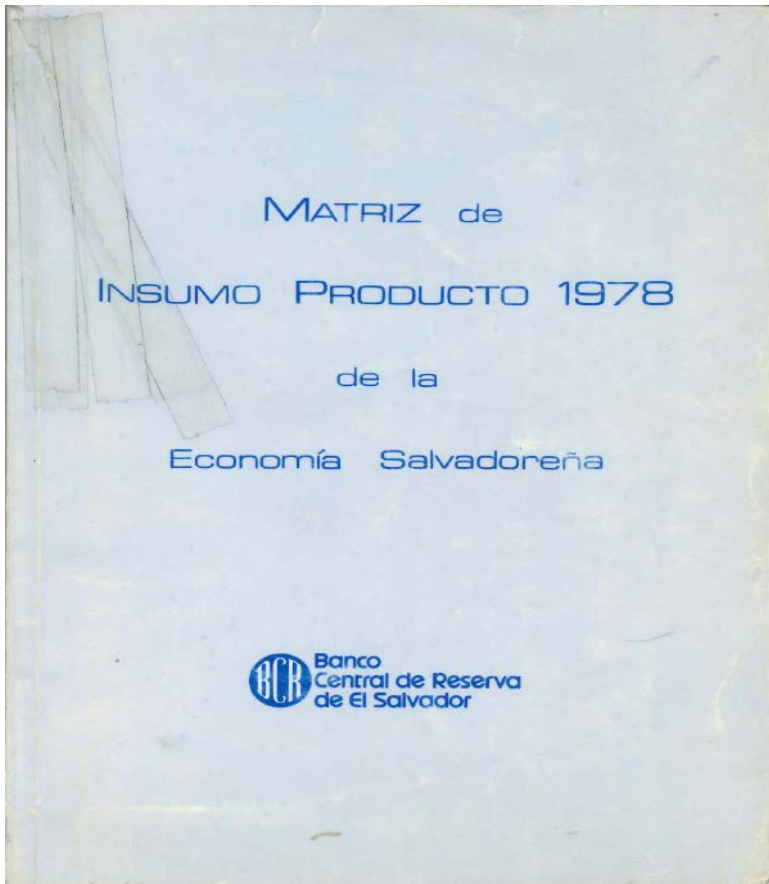 MATRIZ de
INSUMO PRODUCTO 1978
de la
Economía Salvadoreña
BCR
Banco
Central de Reserva
de El Salvador